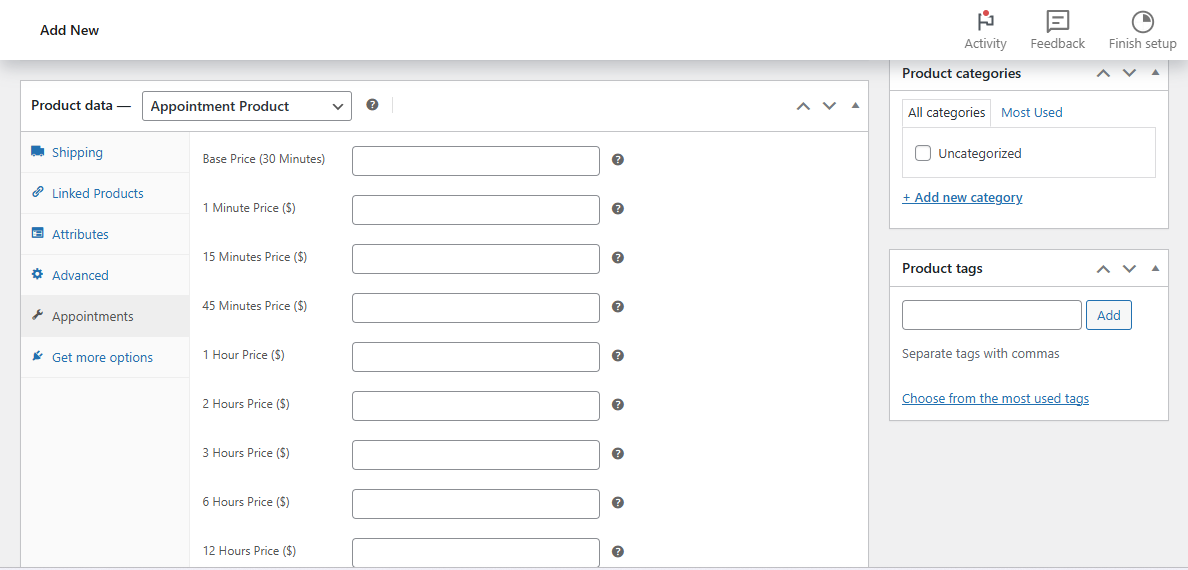 Add New
Activity
Feedback
Finish setup
Product data —
Appointment Product
Shipping
Linked Products
Attributes
Advanced
Appointments
Get more options
Base Price (30 Minutes)
1 Minute Price ($)
15 Minutes Price ($)
45 Minutes Price ($)
1 Hour Price ($)
2 Hours Price ($)
3 Hours Price ($)
6 Hours Price ($)
12 Hours Price ($)
Product categories
All categories Most Used
Uncategorized
+ Add new category
Product tags
Add
Separate tags with commas
Choose from the most used tags